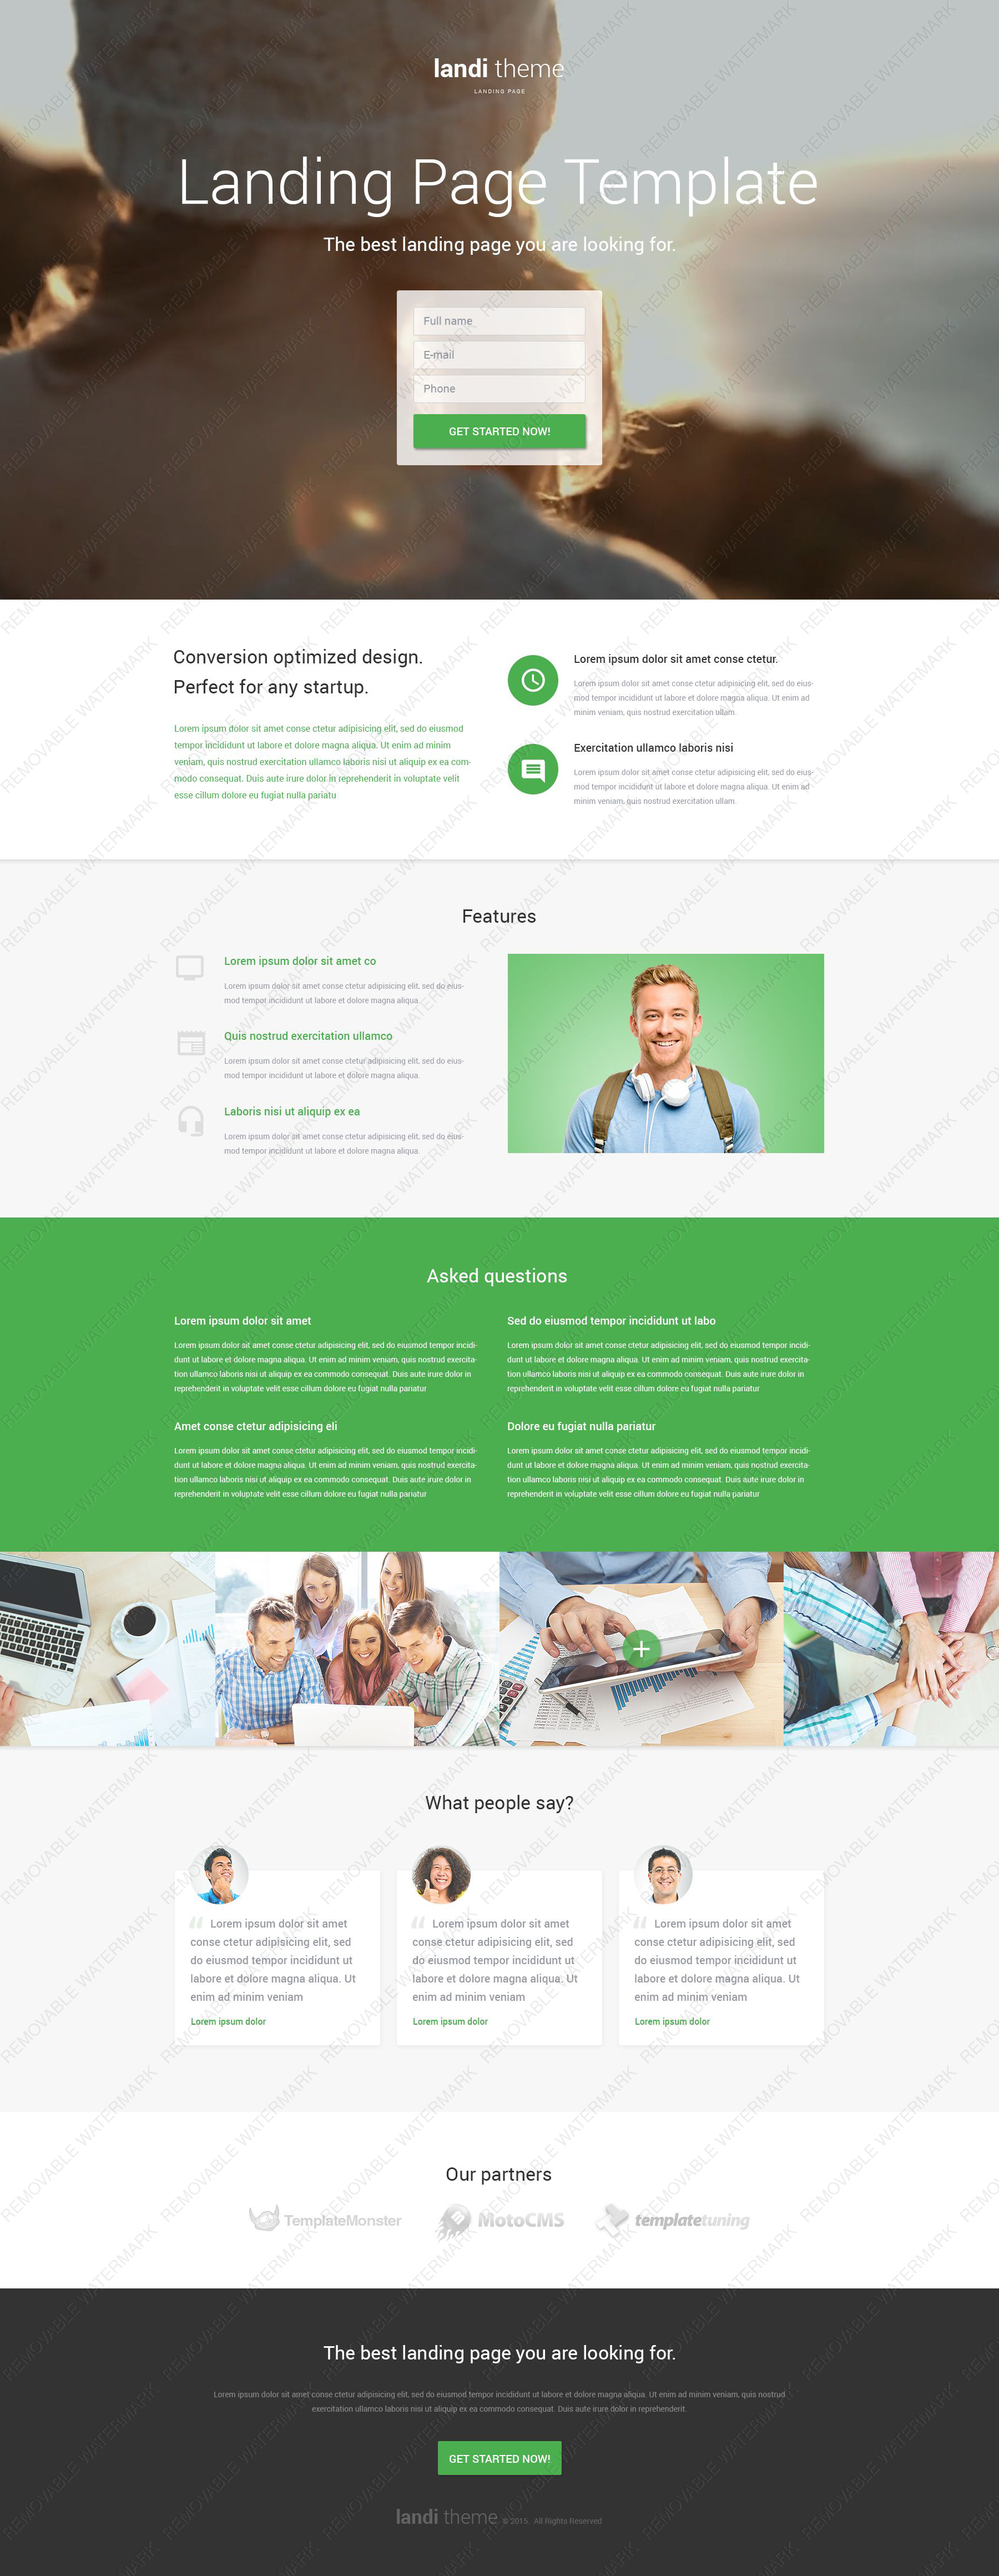 landi theme
LANDING PAGE
Landing Page Template
The best landing page you are looking for.
Full name
E-mail
Phone
GET STARTED NOW!
Conversion optimized design.
Perfect for any startup.
Lorem ipsum dolor sit amet conse ctetur adipisicing elit, sed do eiusmod
tempor incididunt ut labore et dolore magna aliqua. Ut enim ad minim
veniam, quis nostrud exercitation ullamco laboris nisi ut aliquip ex ea com-
modo consequat. Duis aute irure dolor in reprehenderit in voluptate velit
esse cillum dolore eu fugiat nulla pariatu
Lorem ipsum dolor sit amet conse ctetur.
Lorem ipsum dolor sit amet conse ctetur adipisicing elit, sed do eius-
mod tempor incididunt ut labore et dolore magna aliqua. Ut enim ad
minim veniam, quis nostrud exercitation ullam.
Exercitation ullamco laboris nisi
Lorem ipsum dolor sit amet conse ctetur adipisicing elit, sed do eius-
mod tempor incididunt ut labore et dolore magna aliqua. Ut enim ad
minim veniam, quis nostrud exercitation ullam.
Features
Lorem ipsum dolor sit amet co
Lorem ipsum dolor sit amet conse ctetur adipisicing elit, sed do eius-
mod tempor incididunt ut labore et dolore magna aliqua.
Quis nostrud exercitation ullamco
Lorem ipsum dolor sit amet conse ctetur adipisicing elit, sed do eius-
mod tempor incididunt ut labore et dolore magna aliqua.
Laboris nisi ut aliquip ex ea
Lorem ipsum dolor sit amet conse ctetur adipisicing elit, sed do eius-
mod tempor incididunt ut labore et dolore magna aliqua.
Asked questions
Lorem ipsum dolor sit amet
Lorem ipsum dolor sit amet conse ctetur adipisicing elit, sed do eiusmod tempor incidi-
dunt ut labore et dolore magna aliqua. Ut enim ad minim veniam, quis nostrud exercita-
tion ullamco laboris nisi ut aliquip ex ea commodo consequat. Duis aute irure dolor in
reprehenderit in voluptate velit esse cillum dolore eu fugiat nulla pariatur
Sed do eiusmod tempor incididunt ut labo
Lorem ipsum dolor sit amet conse ctetur adipisicing elit, sed do eiusmod tempor incidi-
dunt ut labore et dolore magna aliqua. Ut enim ad minim veniam, quis nostrud exercita-
tion ullamco laboris nisi ut aliquip ex ea commodo consequat. Duis aute irure dolor in
reprehenderit in voluptate velit esse cillum dolore eu fugiat nulla pariatur
Amet conse ctetur adipisicing eli
Lorem ipsum dolor sit amet conse ctetur adipisicing elit, sed do eiusmod tempor incidi-
dunt ut labore et dolore magna aliqua. Ut enim ad minim veniam, quis nostrud exercita-
tion ullamco laboris nisi ut aliquip ex ea commodo consequat. Duis aute irure dolor in
reprehenderit in voluptate velit esse cillum dolore eu fugiat nulla pariatur
Dolore eu fugiat nulla pariatur
Lorem ipsum dolor sit amet conse ctetur adipisicing elit, sed do eiusmod tempor incidi-
dunt ut labore et dolore magna aliqua. Ut enim ad minim veniam, quis nostrud exercita-
tion ullamco laboris nisi ut aliquip ex ea commodo consequat. Duis aute irure dolor in
reprehenderit in voluptate velit esse cillum dolore eu fugiat nulla pariatur
What people say?
“ Lorem ipsum dolor sit amet
conse ctetur adipisicing elit, sed
do eiusmod tempor incididunt ut
labore et dolore magna aliqua. Ut
enim ad minim veniam
Lorem ipsum dolor
“ Lorem ipsum dolor sit amet
conse ctetur adipisicing elit, sed
do eiusmod tempor incididunt ut
labore et dolore magna aliqua. Ut
enim ad minim veniam
Lorem ipsum dolor
“ Lorem ipsum dolor sit amet
conse ctetur adipisicing elit, sed
do eiusmod tempor incididunt ut
labore et dolore magna aliqua. Ut
enim ad minim veniam
Lorem ipsum dolor
Our partners
TemplateMonster
MotoCMS
templatetuning
The best landing page you are looking for.
Lorem ipsum dolor sit amet conse ctetur adipisicing elit, sed do eiusmod tempor incididunt ut labore et dolore magna aliqua. Ut enim ad minim veniam, quis nostrud
exercitation ullamco laboris nisi ut aliquip ex ea commodo consequat. Duis aute irure dolor in reprehenderit.
GET STARTED NOW!
landi theme © 2015. All Rights Reserved
REMOVABLE WATERMARK